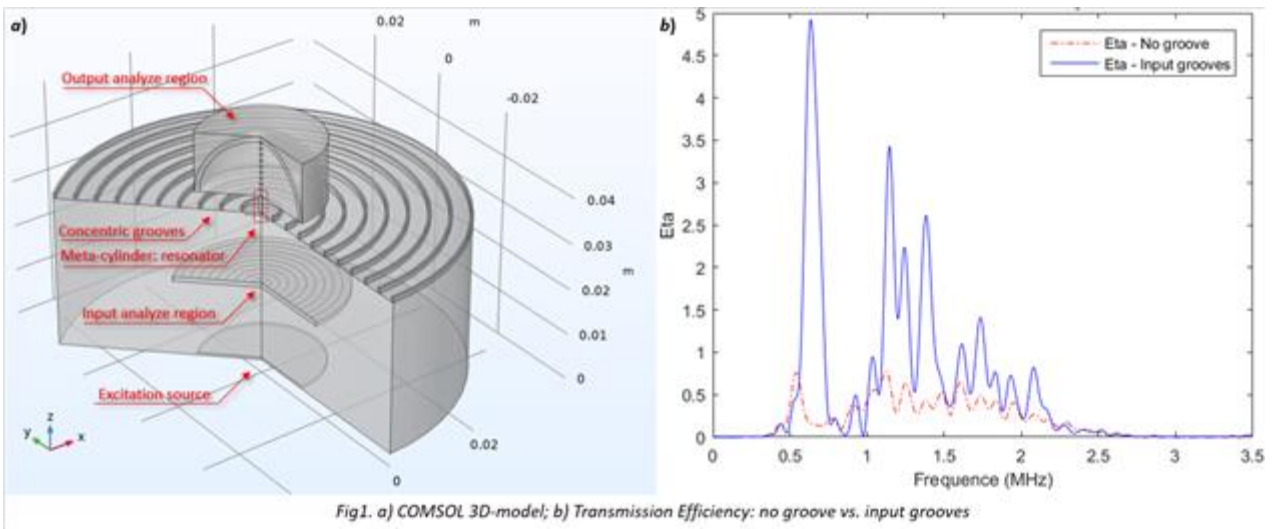 a)
0.02
m
0
-0.02
Output analyze region
0.04
Concentric grooves
0.03
Meta-cylinder: resonator
m
0.02
Input analyze region
0.01
0
Excitation source
z
y
x
0.02
0
b)
5
Eta - No groove
Eta - Input grooves
4.5
4
3.5
3
2.5
2
1.5
1
0.5
0
Eta
0 0.5 1 1.5 2 2.5 3 3.5
Frequence (MHz)
Fig1. a) COMSOL 3D-model; b) Transmission Efficiency: no groove vs. input grooves